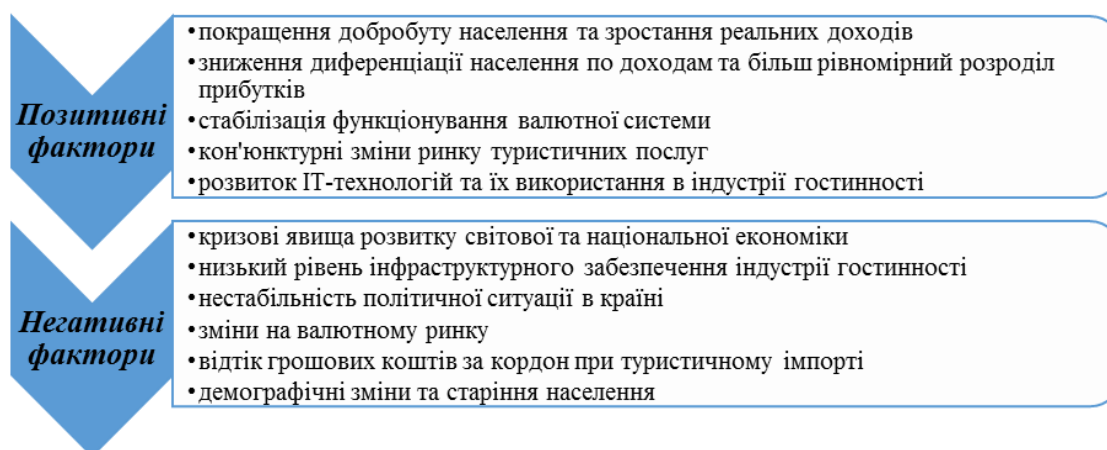 Позитивні
фактори
•покращення добробуту населення та зростання реальних доходів
•зниження диференціації населення по доходам та більш рівномірний розроділ
прибутків
•стабілізація функціонування валютної системи
•кон'юнктурні зміни ринку туристичних послуг
•розвиток ІТ-технологій та їх використання в індустрії гостинності
Негативні
фактори
•кризові явища розвитку світової та національної економіки
•низький рівень інфраструктурного забезпечення індустрії гостинності
•нестабільність політичної ситуації в країні
•зміни на валютному ринку
•відтік грошових коштів за кордон при туристичному імпорті
•демографічні зміни та старіння населення